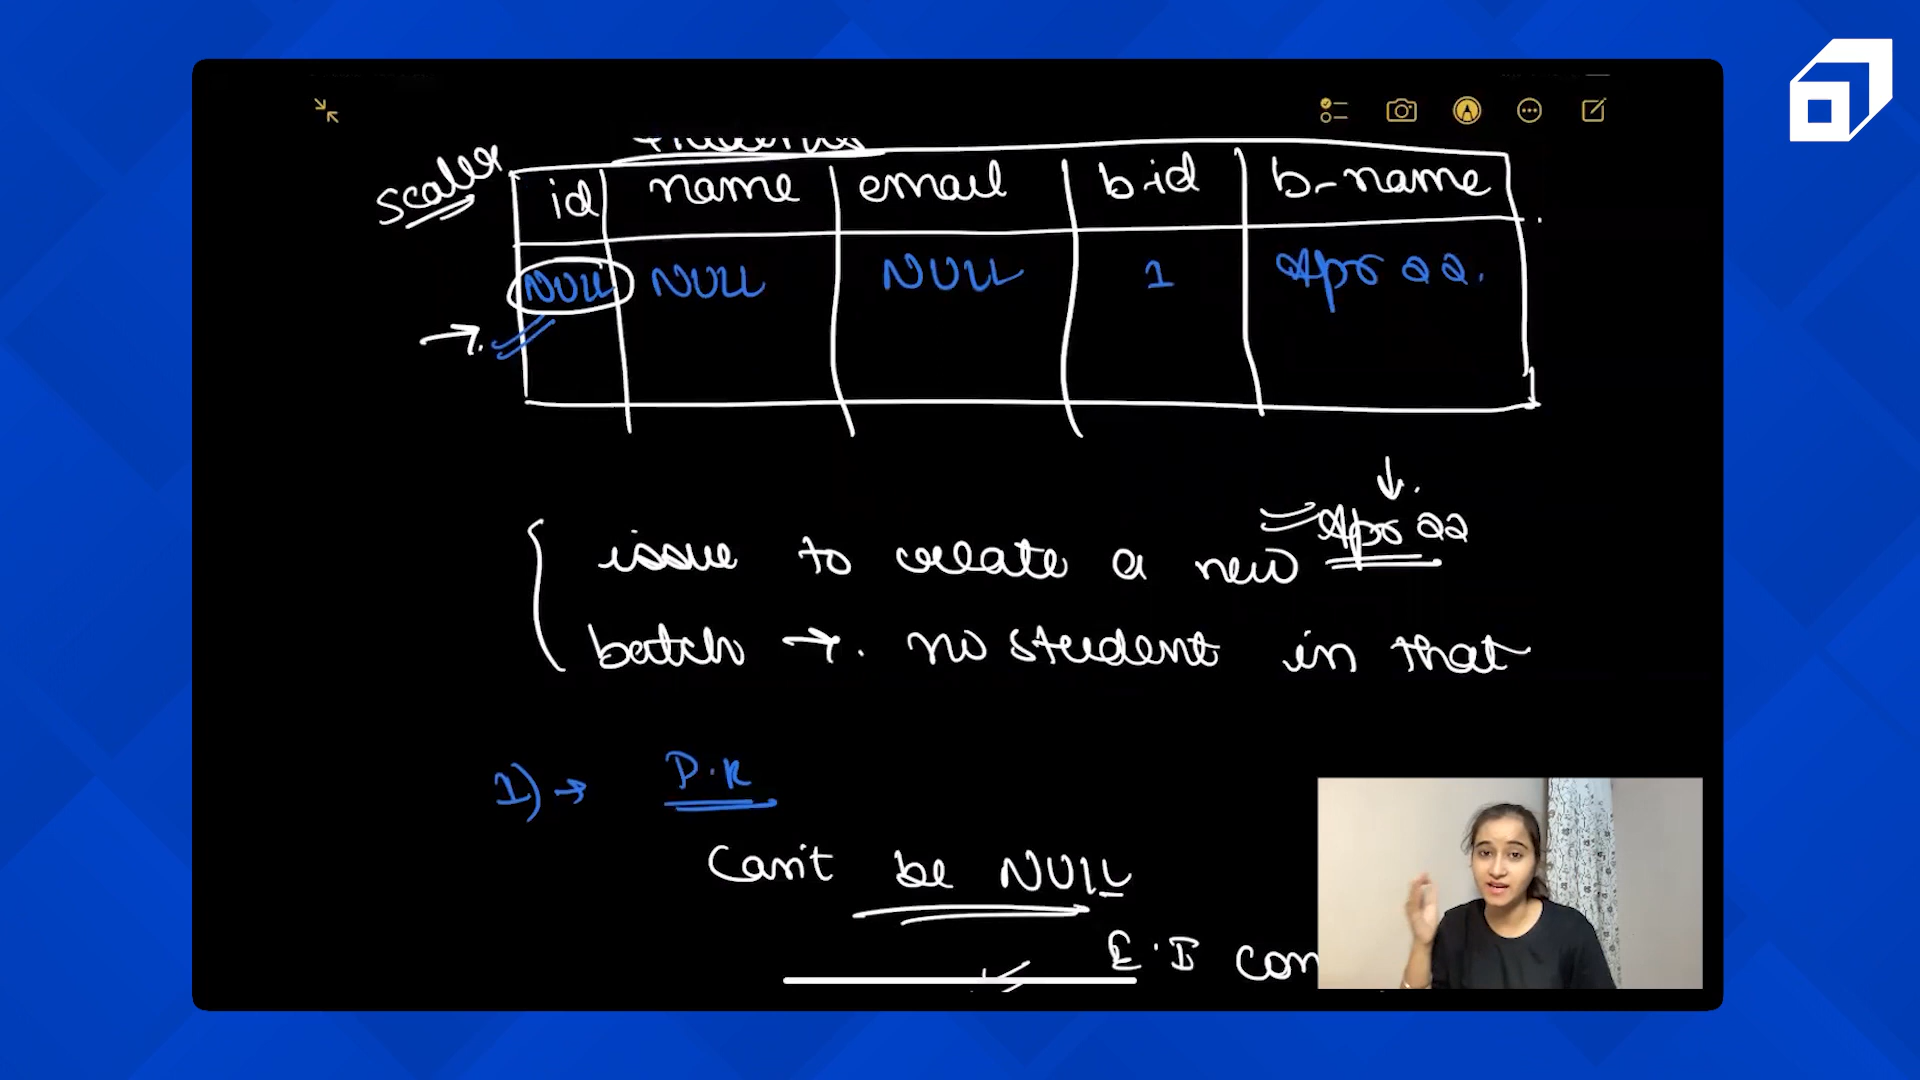 scaler
id name email b-id b-name
NULL NULL NULL 1 Apr 22.
Apr 22
issue to create a new
batch → . no student in that
1) → P.K
Can't be NULL
E.I con